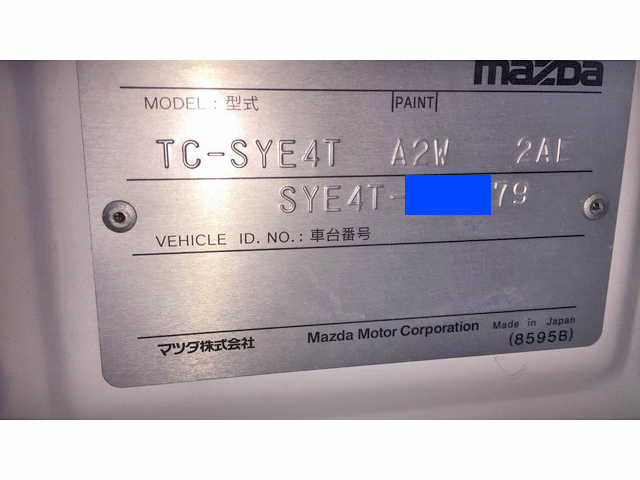 mazda
MODEL : 型式 PAINT
TC-SYE4T A2W 2AE
SYE4T- 79
VEHICLE ID. NO. : 車台番号
マツダ株式会社 Mazda Motor Corporation Made in Japan
(8595B)